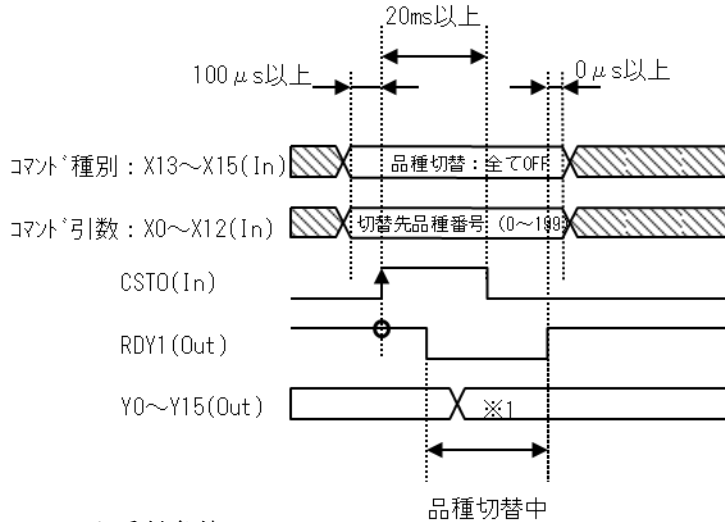 20ms以上
100μs以上
0μs以上
コマンド種別：X13～X15(In)
品種切替：全てOFF
コマンド引数：X0～X12(In)
切替先品種番号 (0～199
CST0(In)
RDY1(Out)
Y0～Y15(Out)
※1
品種切替中